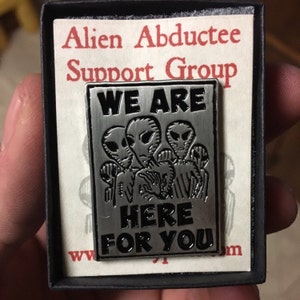 Alien Abductee
Support Group
WE ARE
HERE
FOR YOU